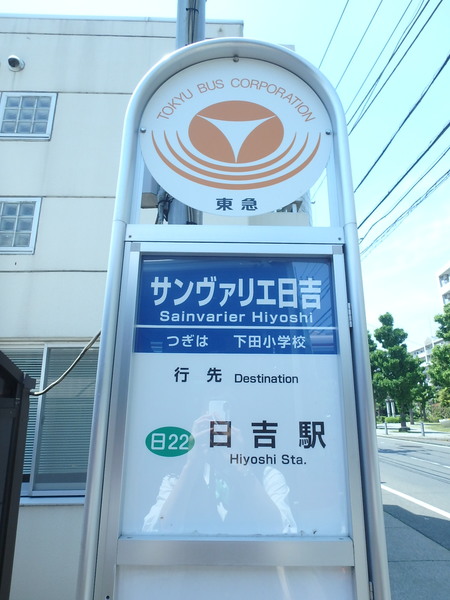 TOKYU BUS CORPORATION
東急
サンヴァリエ日吉
Sainvarier Hiyoshi
つぎは 下田小学校
行先 Destination
日22 日吉駅
Hiyoshi Sta.